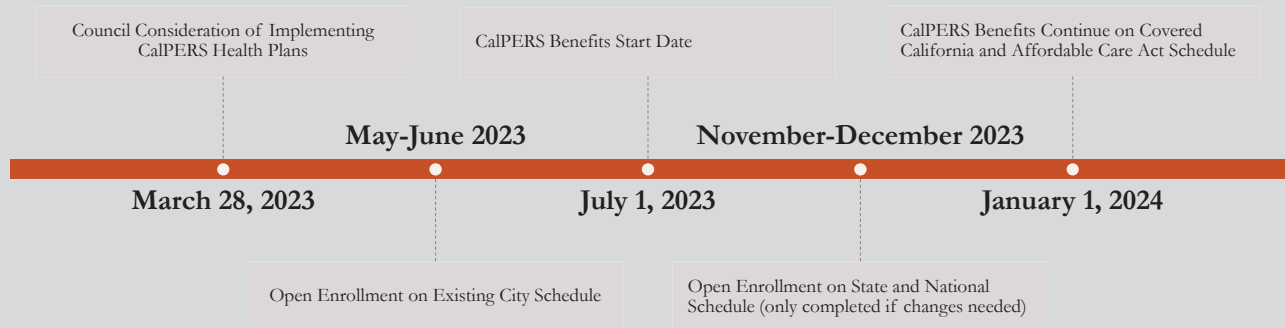 Council Consideration of Implementing
CalPERS Health Plans
CalPERS Benefits Start Date
CalPERS Benefits Continue on Covered
California and Affordable Care Act Schedule
May-June 2023
November-December 2023
March 28, 2023
July 1, 2023
January 1, 2024
Open Enrollment on Existing City Schedule
Open Enrollment on State and National
Schedule (only completed if changes needed)